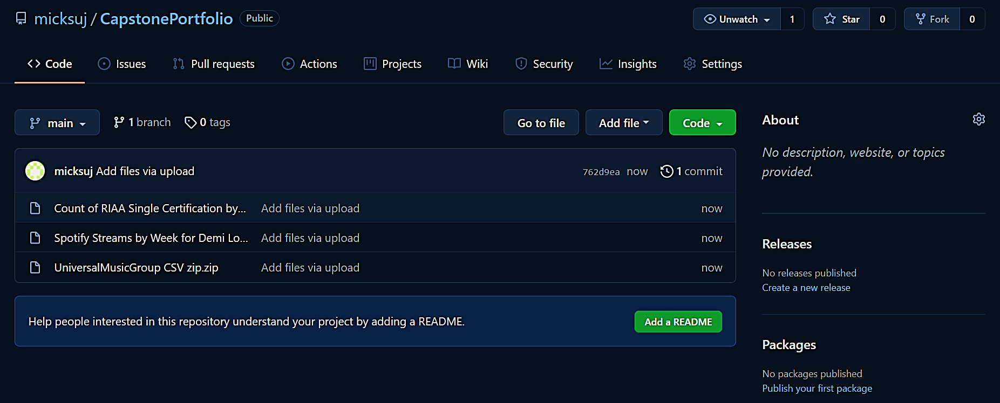 micksuj / CapstonePortfolio Public Unwatch 1 Star 0 Fork 0
Code Issues Pull requests Actions Projects Wiki Security Insights Settings
main 1 branch 0 tags Go to file Add file Code
micksuj Add files via upload 762d9ea now 1 commit
Count of RIAA Single Certification by... Add files via upload now
Spotify Streams by Week for Demi Lo... Add files via upload now
UniversalMusicGroup CSV zip.zip Add files via upload now
Help people interested in this repository understand your project by adding a README. Add a README
About
No description, website, or topics
provided.
Releases
No releases published
Create a new release
Packages
No packages published
Publish your first package